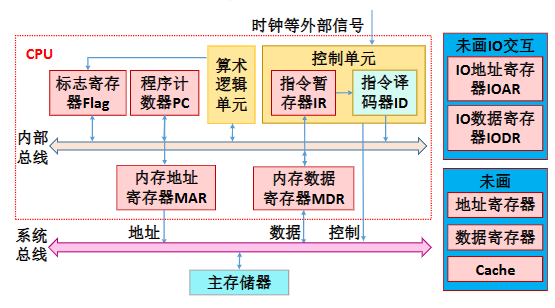 时钟等外部信号
CPU
标志寄存
器Flag
程序计
数器PC
算术
逻辑
单元
控制单元
指令暂
存器IR
指令译
码器ID
内部
总线
内存地址
寄存器MAR
内存数据
寄存器MDR
地址
数据
控制
系统
总线
主存储器
未画IO交互
IO地址寄存
器IOAR
IO数据寄存
器IODR
未画
地址寄存器
数据寄存器
Cache